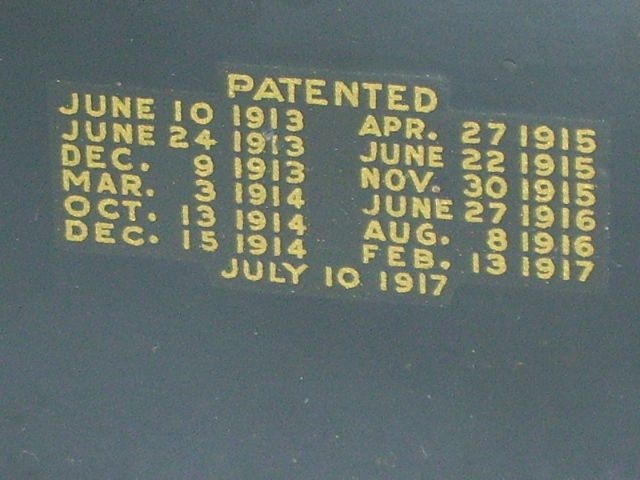 PATENTED
JUNE 10 1913
JUNE 24 1913
DEC. 9 1913
MAR. 3 1914
OCT. 13 1914
DEC. 15 1914
APR. 27 1915
JUNE 22 1915
NOV. 30 1915
JUNE 27 1916
AUG. 8 1916
FEB. 13 1917
JULY 10 1917